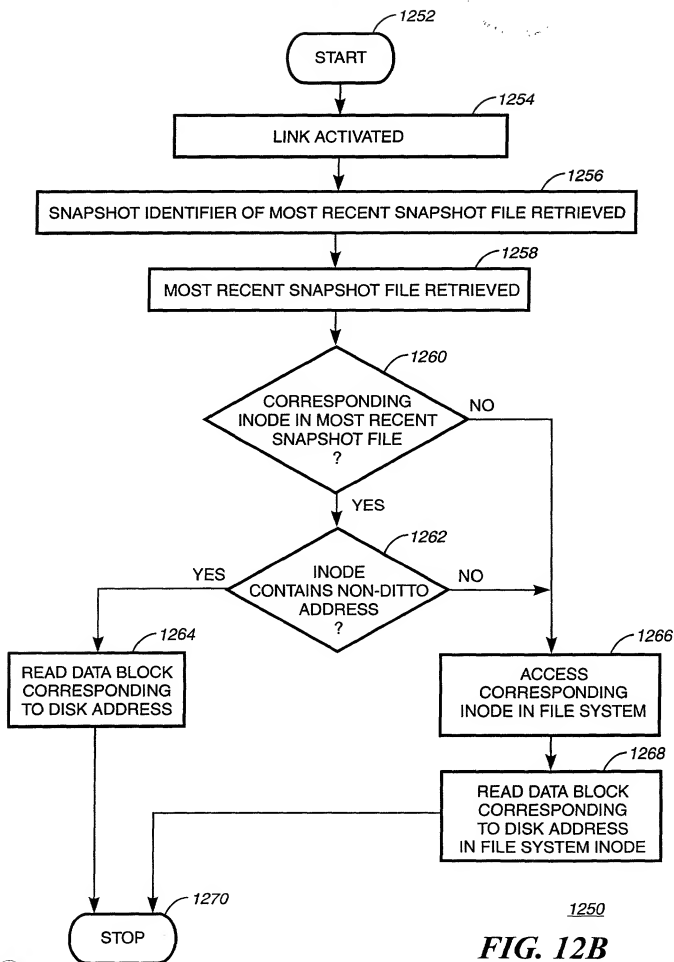 1252
START
1254
LINK ACTIVATED
1256
SNAPSHOT IDENTIFIER OF MOST RECENT SNAPSHOT FILE RETRIEVED
1258
MOST RECENT SNAPSHOT FILE RETRIEVED
1260
CORRESPONDING
INODE IN MOST RECENT
SNAPSHOT FILE
?
NO
YES
1262
INODE
CONTAINS NON-DITTO
ADDRESS
?
YES
NO
1264
READ DATA BLOCK
CORRESPONDING
TO DISK ADDRESS
1266
ACCESS
CORRESPONDING
INODE IN FILE SYSTEM
1268
READ DATA BLOCK
CORRESPONDING
TO DISK ADDRESS
IN FILE SYSTEM INODE
1270
STOP
1250
FIG. 12B